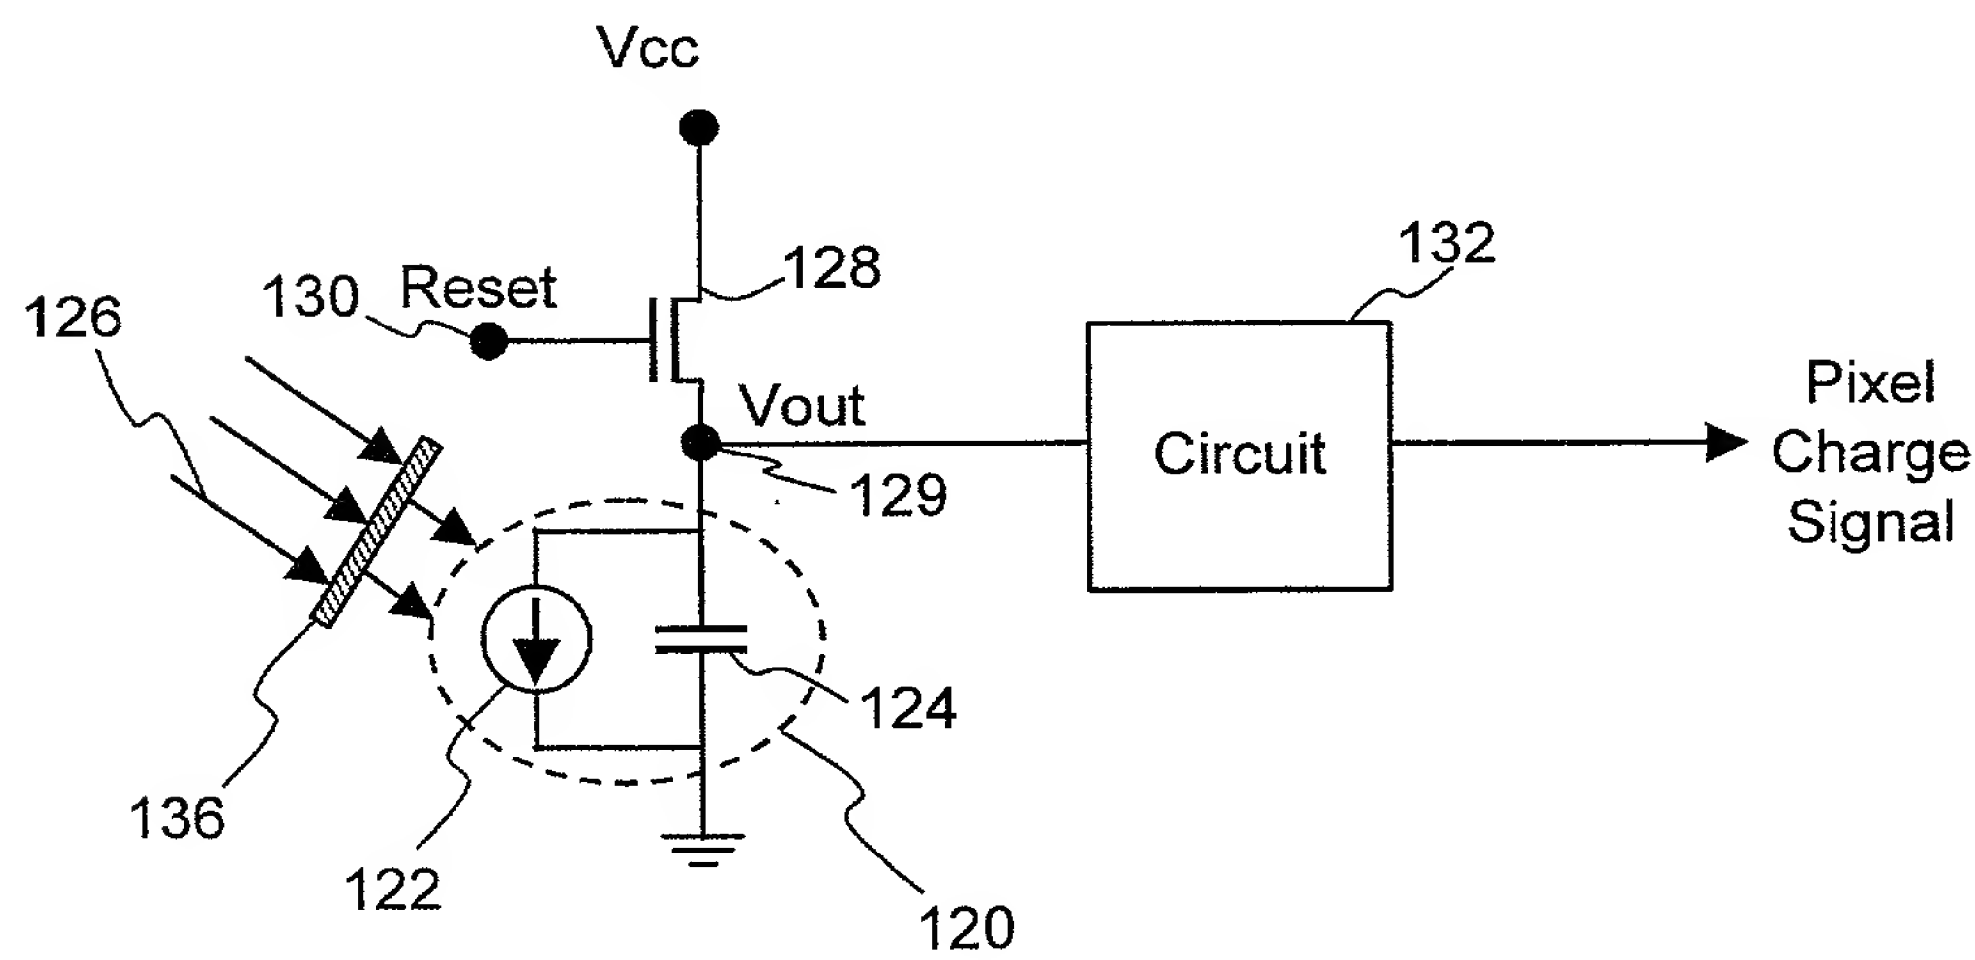 Vcc
132
128
Reset
130
126
Pixel
Vout
Charge
Circuit
129
Signal
124
136
122
120